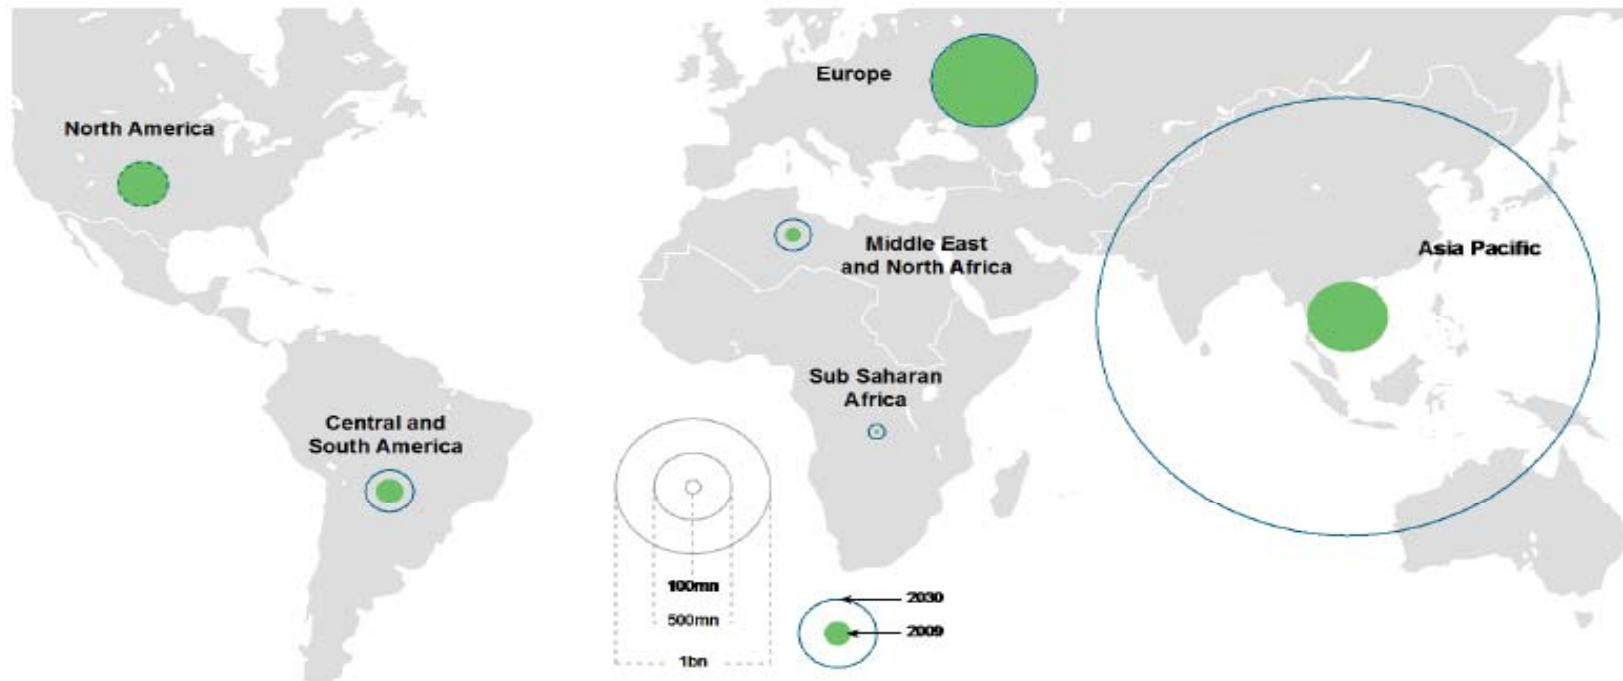 Europe
North America
Asia Pacific
Middle East
and North Africa
Sub Saharan
Africa
Central and
South America
100mn
500mn
1bn
2030
2009